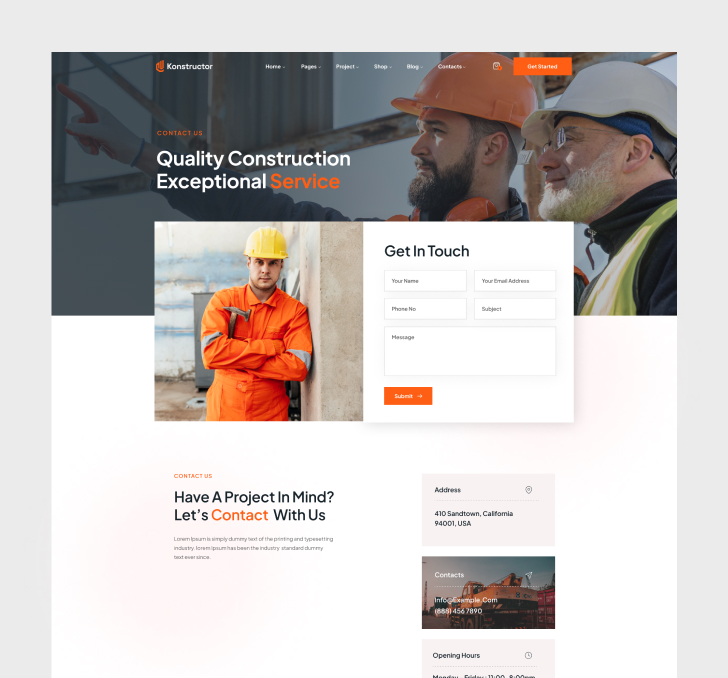 Konstructor
Home
Pages
Project
Shop
Blog
Contacts
Get Started
CONTACT US
Quality Construction
Exceptional Service
Get In Touch
Your Name
Your Email Address
Phone No
Subject
Message
Submit
CONTACT US
Have A Project In Mind?
Let's Contact With Us
Lorem Ipsum is simply dummy text of the printing and typesetting
industry. lorem Ipsum has been the industry standard dummy
text ever since.
Address
410 Sandtown, California
94001, USA
Contacts
Info@Example.Com
(888) 456 7890
Opening Hours
Monday - Friday : 11:00 -8:00pm